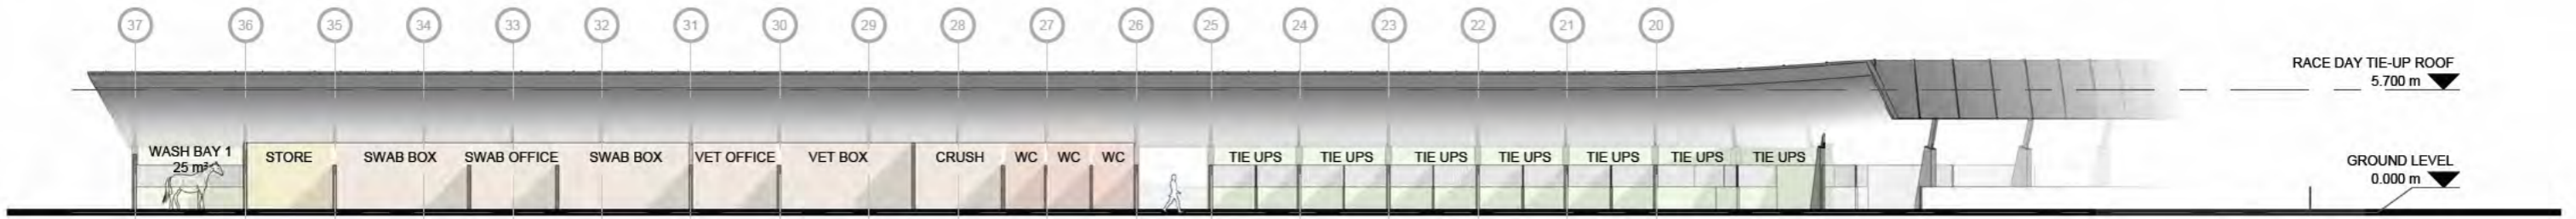 37 36 35 34 33 32 31 30 29 28 27 26 25 24 23 22 21 20
RACE DAY TIE-UP ROOF
5.700 m
WASH BAY 1
25 m²
STORE SWAB BOX SWAB OFFICE SWAB BOX VET OFFICE VET BOX CRUSH WC WC WC TIE UPS TIE UPS TIE UPS TIE UPS TIE UPS TIE UPS TIE UPS
GROUND LEVEL
0.000 m